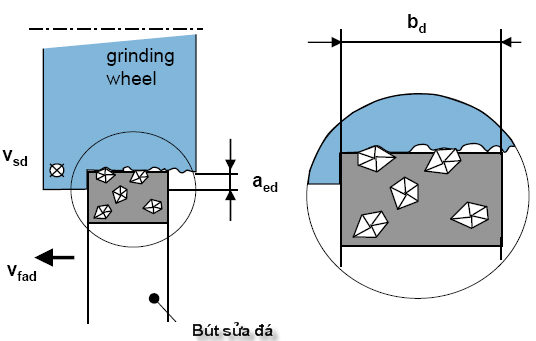 grinding
wheel
v_sd
a_ed
v_fad
Bút sửa đá
b_d